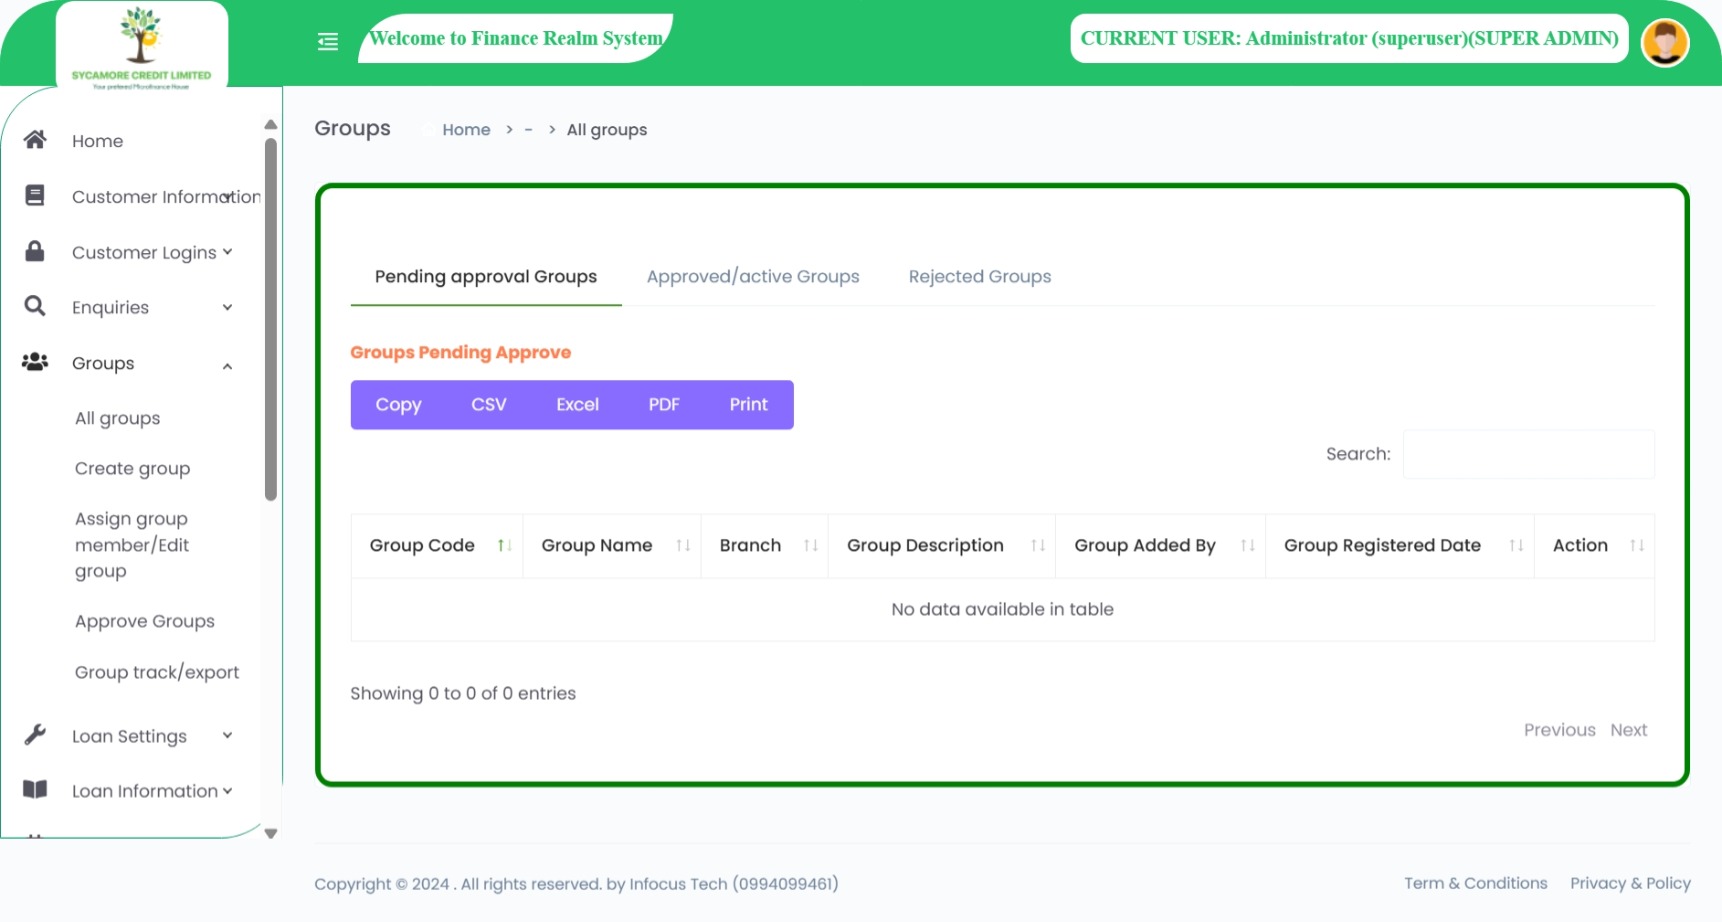 SYCAMORE CREDIT LIMITED
Your prefered Microfinance House
Welcome to Finance Realm System
CURRENT USER: Administrator (superuser)(SUPER ADMIN)
Home
Customer Information
Customer Logins
Enquiries
Groups
All groups
Create group
Assign group
member/Edit
group
Approve Groups
Group track/export
Loan Settings
Loan Information
Groups
Home > - > All groups
Pending approval Groups
Approved/active Groups
Rejected Groups
Groups Pending Approve
Copy CSV Excel PDF Print
Search:
Group Code Group Name Branch Group Description Group Added By Group Registered Date Action
No data available in table
Showing 0 to 0 of 0 entries
Previous Next
Copyright © 2024 . All rights reserved. by Infocus Tech (0994099461)
Term & Conditions Privacy & Policy